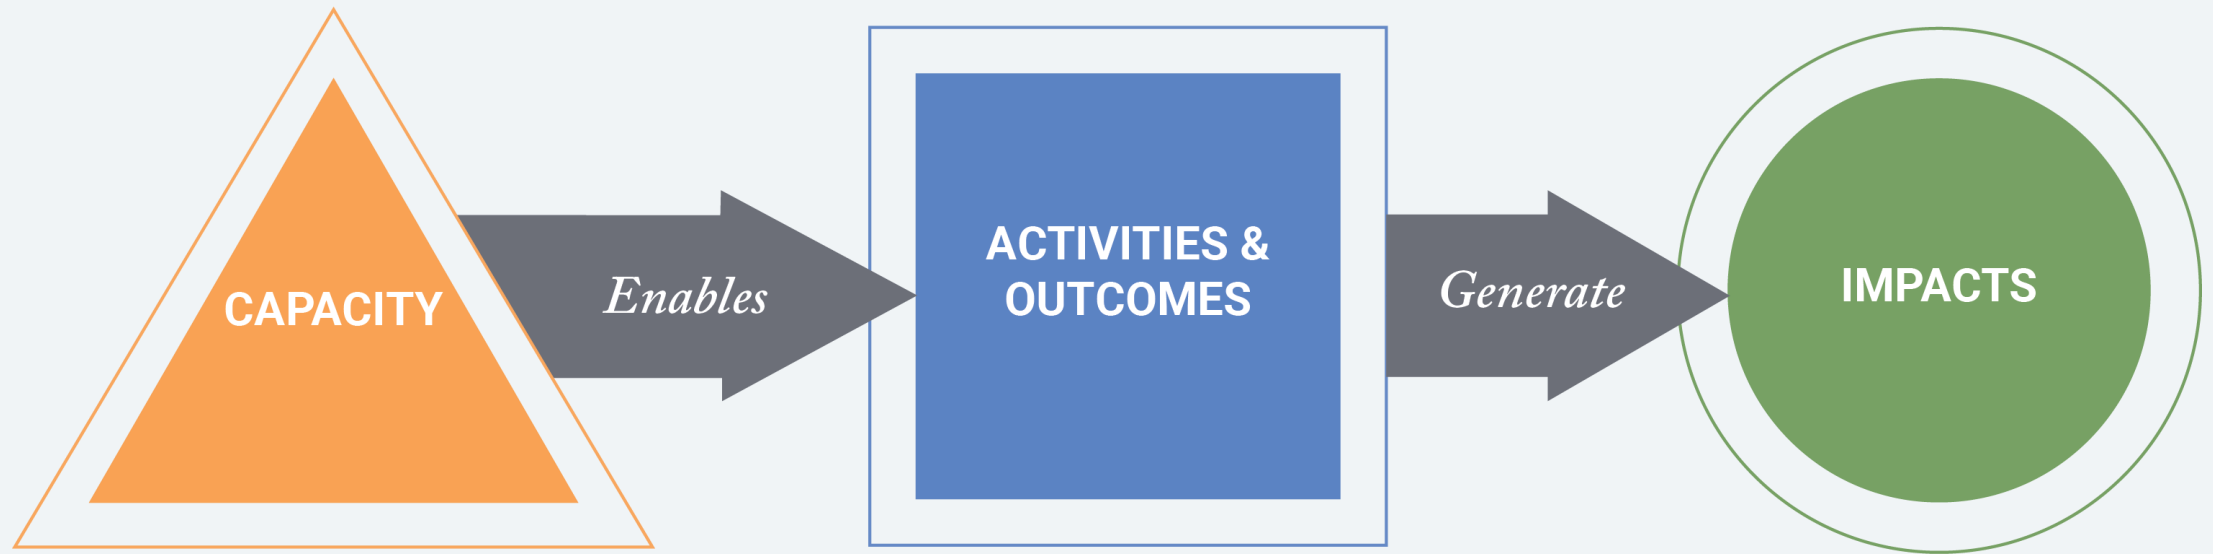 CAPACITY
Enables
ACTIVITIES &
OUTCOMES
Generate
IMPACTS